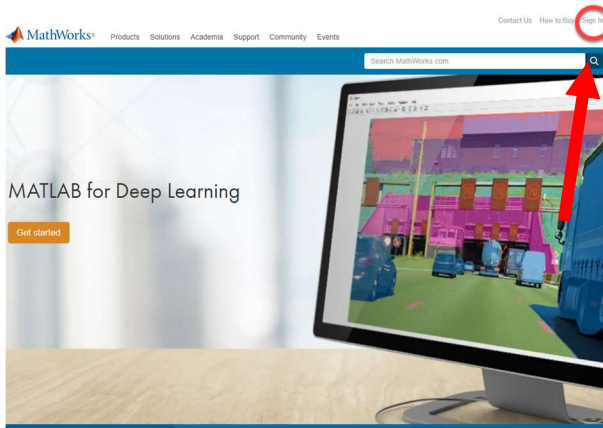 Contact Us How to Buy Sign In
MathWorks® Products Solutions Academia Support Community Events
Search MathWorks.com
MATLAB for Deep Learning
Get started